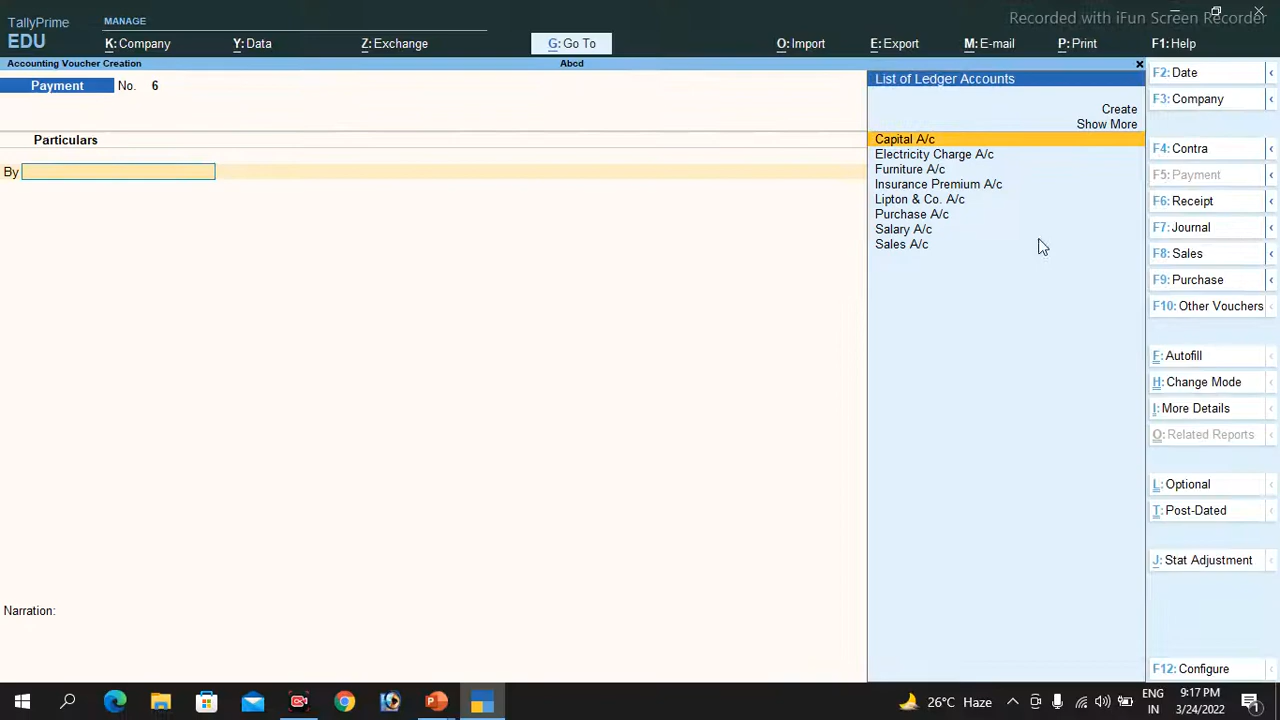 Recorded with iFun Screen Recorder
TallyPrime
EDU
MANAGE
K: Company
Y: Data
Z: Exchange
G: Go To
O: Import
E: Export
M: E-mail
P: Print
F1: Help
Accounting Voucher Creation
Abcd
Payment No. 6
Particulars
By
Narration:
List of Ledger Accounts
Create
Show More
Capital A/c
Electricity Charge A/c
Furniture A/c
Insurance Premium A/c
Lipton & Co. A/c
Purchase A/c
Salary A/c
Sales A/c
F2: Date
F3: Company
F4: Contra
F5: Payment
F6: Receipt
F7: Journal
F8: Sales
F9: Purchase
F10: Other Vouchers
F: Autofill
H: Change Mode
I: More Details
O: Related Reports
L: Optional
T: Post-Dated
J: Stat Adjustment
F12: Configure
26°C Haze
ENG
IN
9:17 PM
3/24/2022
1